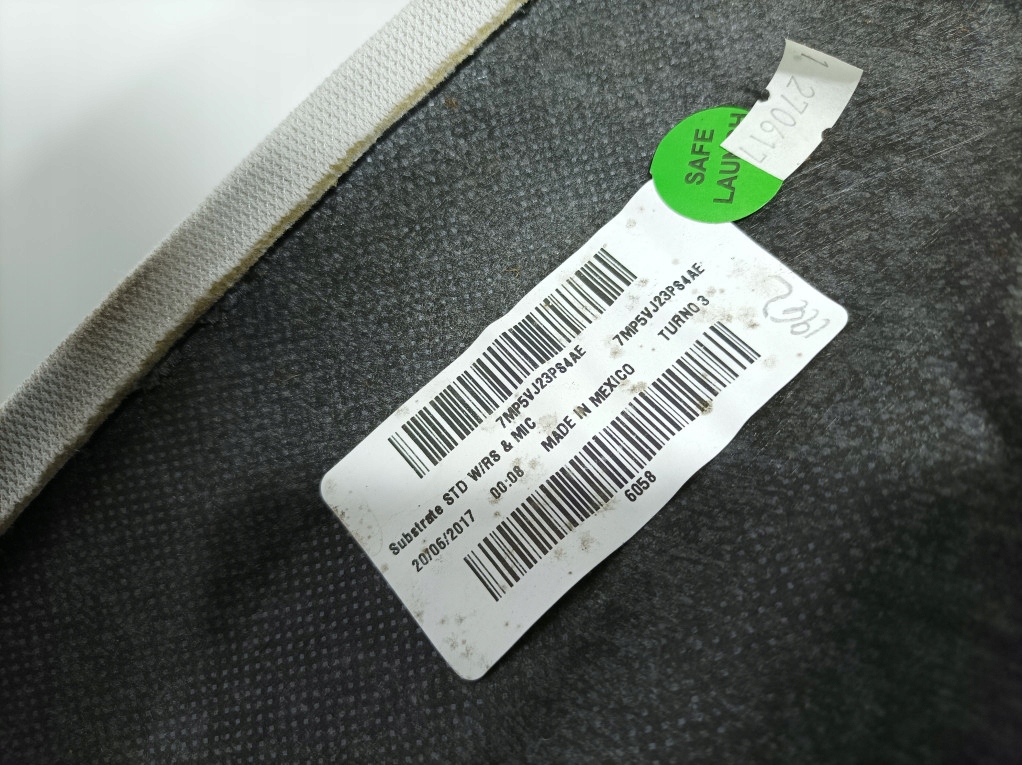 1 270617
SAFE
LAUNCH
7MP5VJ23PS4AE 7MP5VJ23PS4AE
Substrate STD W/RS & MIC TURNO 3
20/06/2017 00:08 MADE IN MEXICO
6058